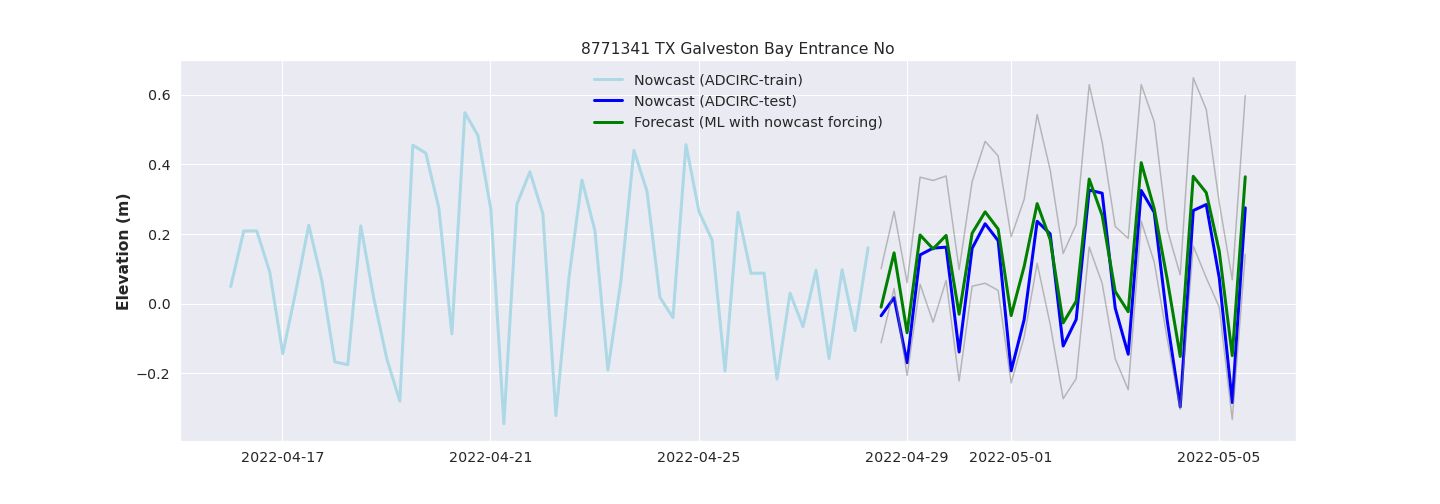 8771341 TX Galveston Bay Entrance No
Nowcast (ADCIRC-train)
Nowcast (ADCIRC-test)
Forecast (ML with nowcast forcing)
Elevation (m)
0.6
0.4
0.2
0.0
−0.2
2022-04-17
2022-04-21
2022-04-25
2022-04-29
2022-05-01
2022-05-05